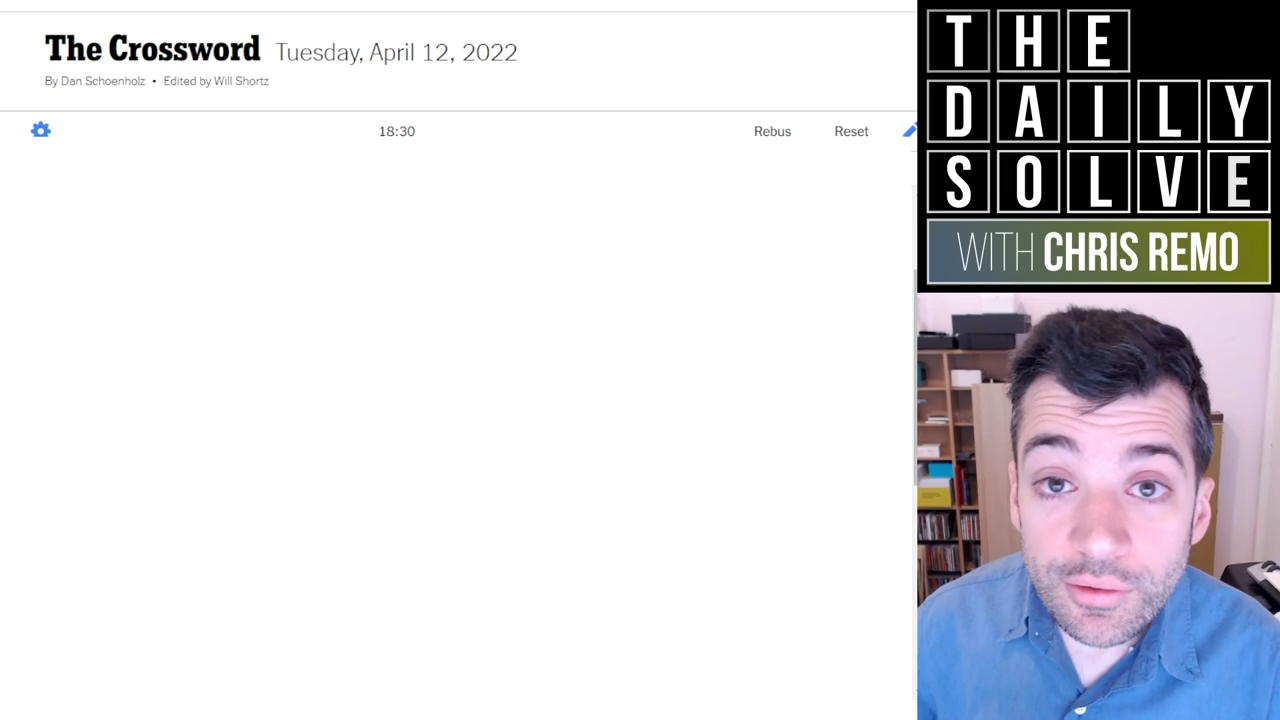 The Crossword Tuesday, April 12, 2022
By Dan Schoenholz • Edited by Will Shortz
18:30 Rebus Reset
THE
DAILY
SOLVE
WITH CHRIS REMO